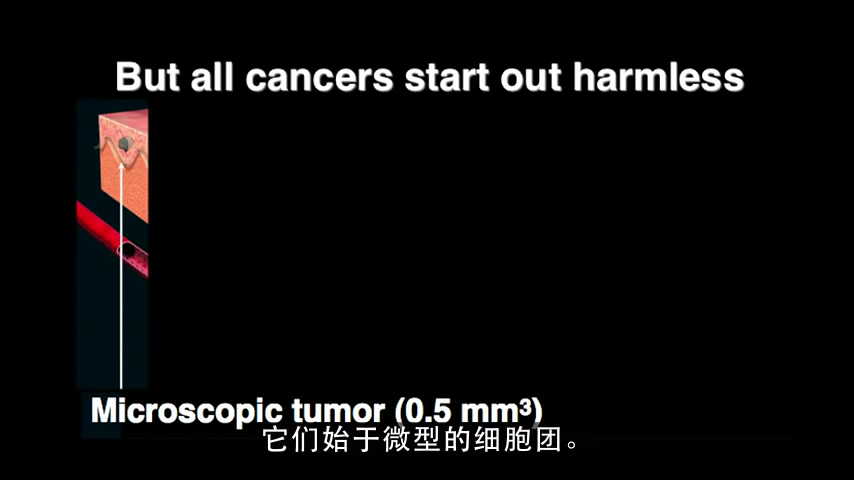 But all cancers start out harmless
Microscopic tumor (0.5 mm³)
它们始于微型的细胞团。